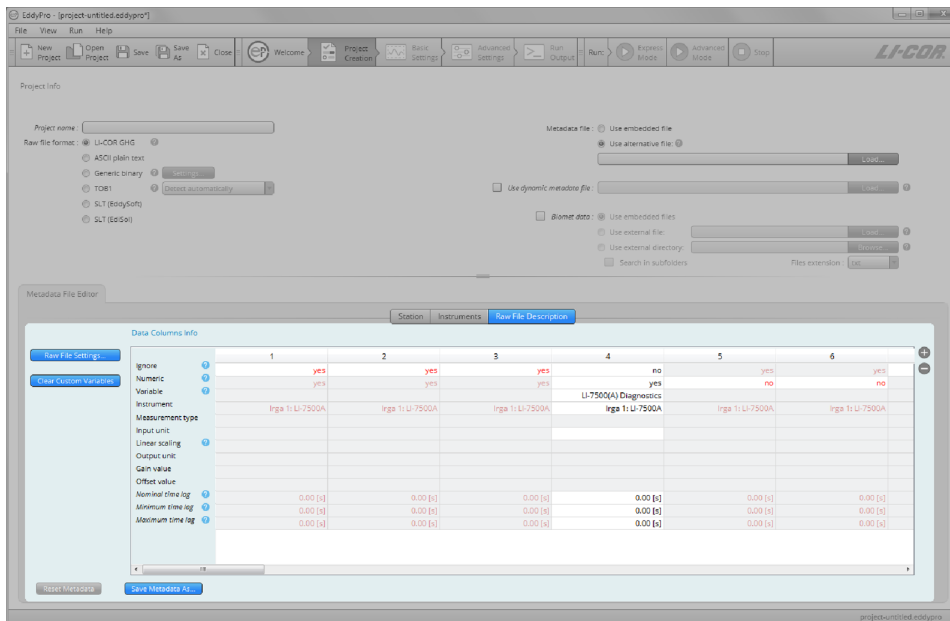 EddyPro - [project-untitled.eddypro*]
File View Run Help
New Project Open Project Save Save As Close Welcome Project Creation Basic Settings Advanced Settings Run Output Run: Express Mode Advanced Mode Stop LI-COR
Project Info
Project name :
Metadata file : Use embedded file
Raw file format : LI-COR GHG
Use alternative file:
ASCII plain text
Load...
Generic binary Settings...
TOB1 Detect automatically
Use dynamic metadata file : Load...
SLT (EddySoft)
Biomet data : Use embedded files
SLT (EdiSol)
Use external file: Load...
Use external directory: Browse...
Search in subfolders Files extension : txt
Metadata File Editor
Station Instruments Raw File Description
Data Columns Info
Raw File Settings...
Clear Custom Variables
1 2 3 4 5 6
Ignore yes yes yes no yes yes
Numeric yes yes yes yes no no
Variable LI-7500(A) Diagnostics
Instrument Irga 1: LI-7500A Irga 1: LI-7500A Irga 1: LI-7500A Irga 1: LI-7500A Irga 1: LI-7500A Irga 1: LI-7500A
Measurement type
Input unit
Linear scaling
Output unit
Gain value
Offset value
Nominal time lag 0.00 [s] 0.00 [s] 0.00 [s] 0.00 [s] 0.00 [s] 0.00 [s]
Minimum time lag 0.00 [s] 0.00 [s] 0.00 [s] 0.00 [s] 0.00 [s] 0.00 [s]
Maximum time lag 0.00 [s] 0.00 [s] 0.00 [s] 0.00 [s] 0.00 [s] 0.00 [s]
Reset Metadata Save Metadata As...
project-untitled.eddypro